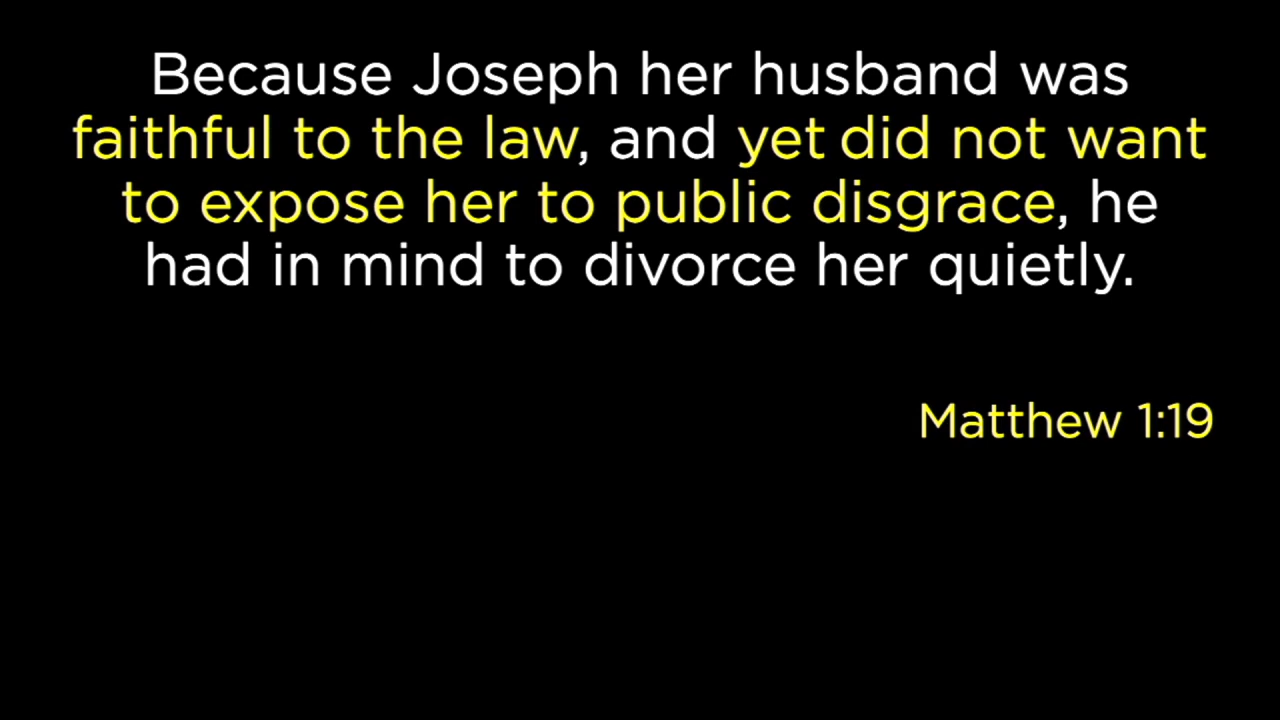 Because Joseph her husband was
faithful to the law, and yet did not want
to expose her to public disgrace, he
had in mind to divorce her quietly.
Matthew 1:19